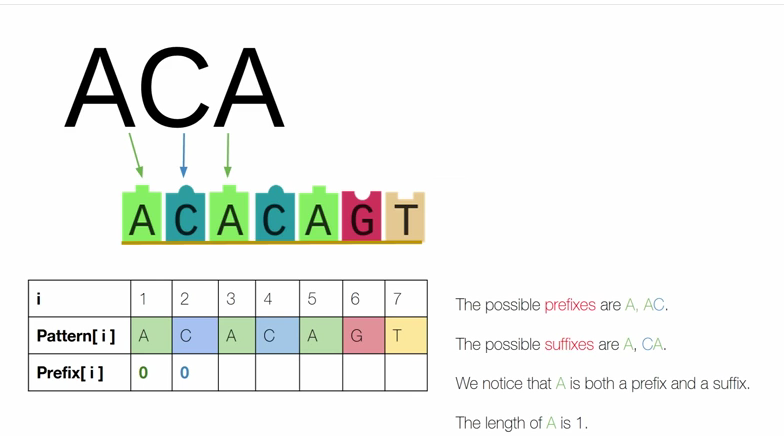 ACA
A C A C A G T
i 1 2 3 4 5 6 7
Pattern[ i ] A C A C A G T
Prefix[ i ] 0 0
The possible prefixes are A, AC.
The possible suffixes are A, CA.
We notice that A is both a prefix and a suffix.
The length of A is 1.